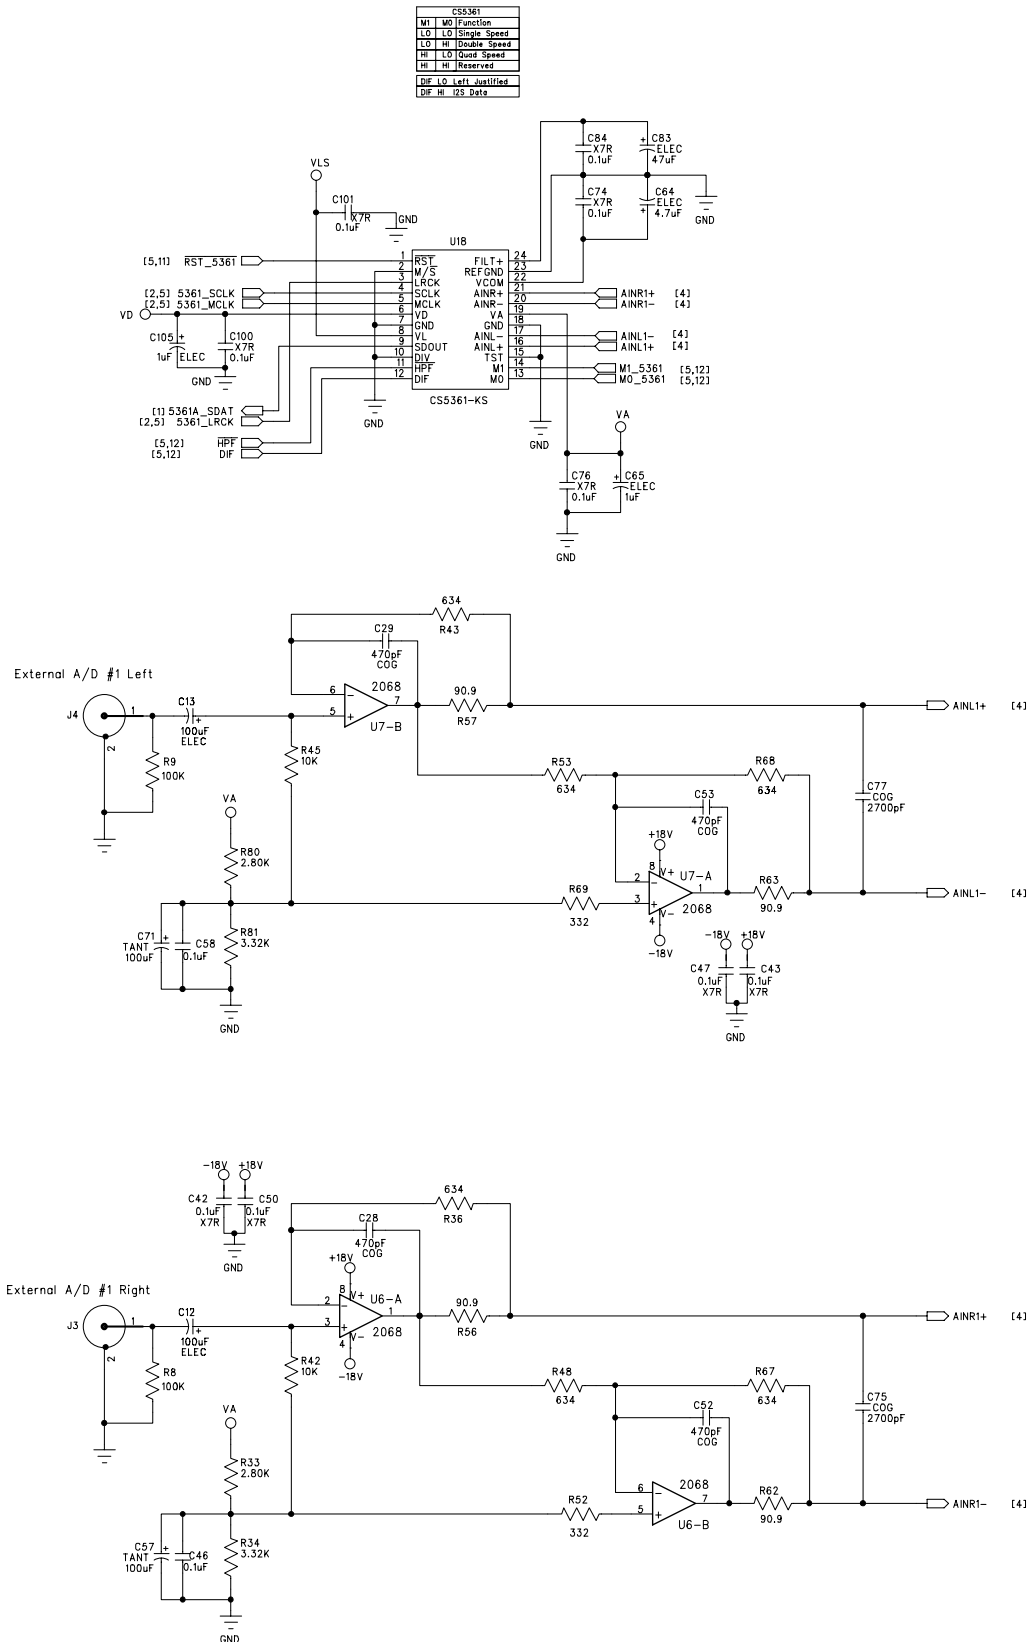 CS5361
M1 M0 Function
LO LO Single Speed
LO HI Double Speed
HI LO Quad Speed
HI HI Reserved
DIF LO Left Justified
DIF HI I2S Data
VLS
C101
X7R
0.1uF
GND
C84
X7R
0.1uF
C83
ELEC
47uF
C74
X7R
0.1uF
C64
ELEC
4.7uF
GND
U18
[5,11] RST_5361
[2,5] 5361_SCLK
[2,5] 5361_MCLK
VD
C105
1uF ELEC
C100
X7R
0.1uF
GND
[1] 5361A_SDAT
[2,5] 5361_LRCK
[5,12] HPF
[5,12] DIF
1 RST
2 M/S
3 LRCK
4 SCLK
5 MCLK
6 VD
7 GND
8 VL
9 SDOUT
10 DIV
11 HPF
12 DIF
FILT+ 24
REFGND 23
VCOM 22
AINR+ 21
AINR- 20
VA 19
GND 18
AINL- 17
AINL+ 16
TST 15
M1 14
M0 13
CS5361-KS
GND
AINR1+ [4]
AINR1- [4]
AINL1- [4]
AINL1+ [4]
M1_5361 [5,12]
M0_5361 [5,12]
GND
VA
C76
X7R
0.1uF
C65
ELEC
1uF
GND
External A/D #1 Left
J4
1
2
R9
100K
C13
100uF
ELEC
634
R43
C29
470pF
COG
6
5
7
2068
U7-B
90.9
R57
R45
10K
VA
R80
2.80K
R81
3.32K
C71
TANT
100uF
C58
0.1uF
GND
R53
634
R68
634
C53
470pF
COG
+18V
8
V+
U7-A
2
3
1
4
V-
2068
-18V
R69
332
R63
90.9
C77
COG
2700pF
AINL1+ [4]
AINL1- [4]
-18V
+18V
C47
0.1uF
X7R
C43
0.1uF
X7R
GND
-18V
+18V
C42
0.1uF
X7R
C50
0.1uF
X7R
GND
External A/D #1 Right
J3
1
2
R8
100K
C12
100uF
ELEC
634
R36
C28
470pF
COG
+18V
8
V+
U6-A
2
3
1
4
V-
2068
-18V
90.9
R56
R42
10K
VA
R33
2.80K
R34
3.32K
C57
TANT
100uF
C46
0.1uF
GND
R48
634
R67
634
C52
470pF
COG
2068
6
5
7
U6-B
R52
332
R62
90.9
C75
COG
2700pF
AINR1+ [4]
AINR1- [4]